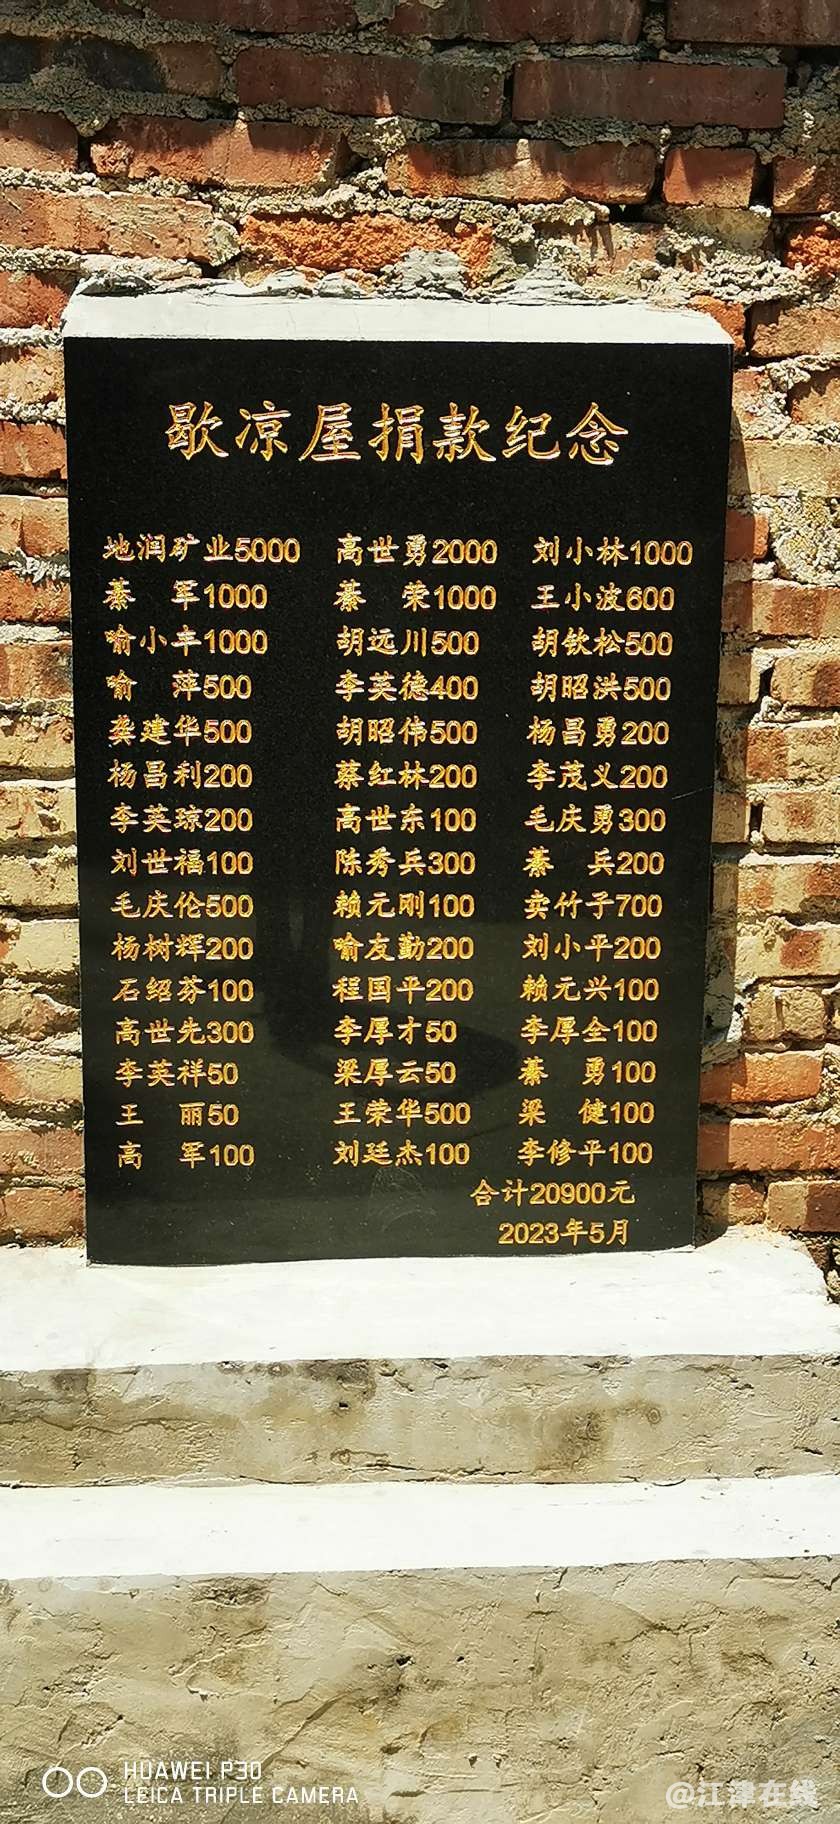 歇凉屋捐款纪念
地润矿业5000 高世勇2000 刘小林1000
綦 军1000 綦 荣1000 王小波600
喻小丰1000 胡远川500 胡钦松500
喻 萍500 李英德400 胡昭洪500
龚建华500 胡昭伟500 杨昌勇200
杨昌利200 蔡红林200 李茂义200
李英琼200 高世东100 毛庆勇300
刘世福100 陈秀兵300 綦 兵200
毛庆伦500 赖元刚100 卖竹子700
杨树辉200 喻友勤200 刘小平200
石绍芬100 程国平200 赖元兴100
高世先300 李厚才50 李厚全100
李英祥50 梁厚云50 綦 勇100
王 丽50 王荣华500 梁 健100
高 军100 刘廷杰100 李修平100
合计20900元
2023年5月
HUAWEI P30
LEICA TRIPLE CAMERA
@江津在线